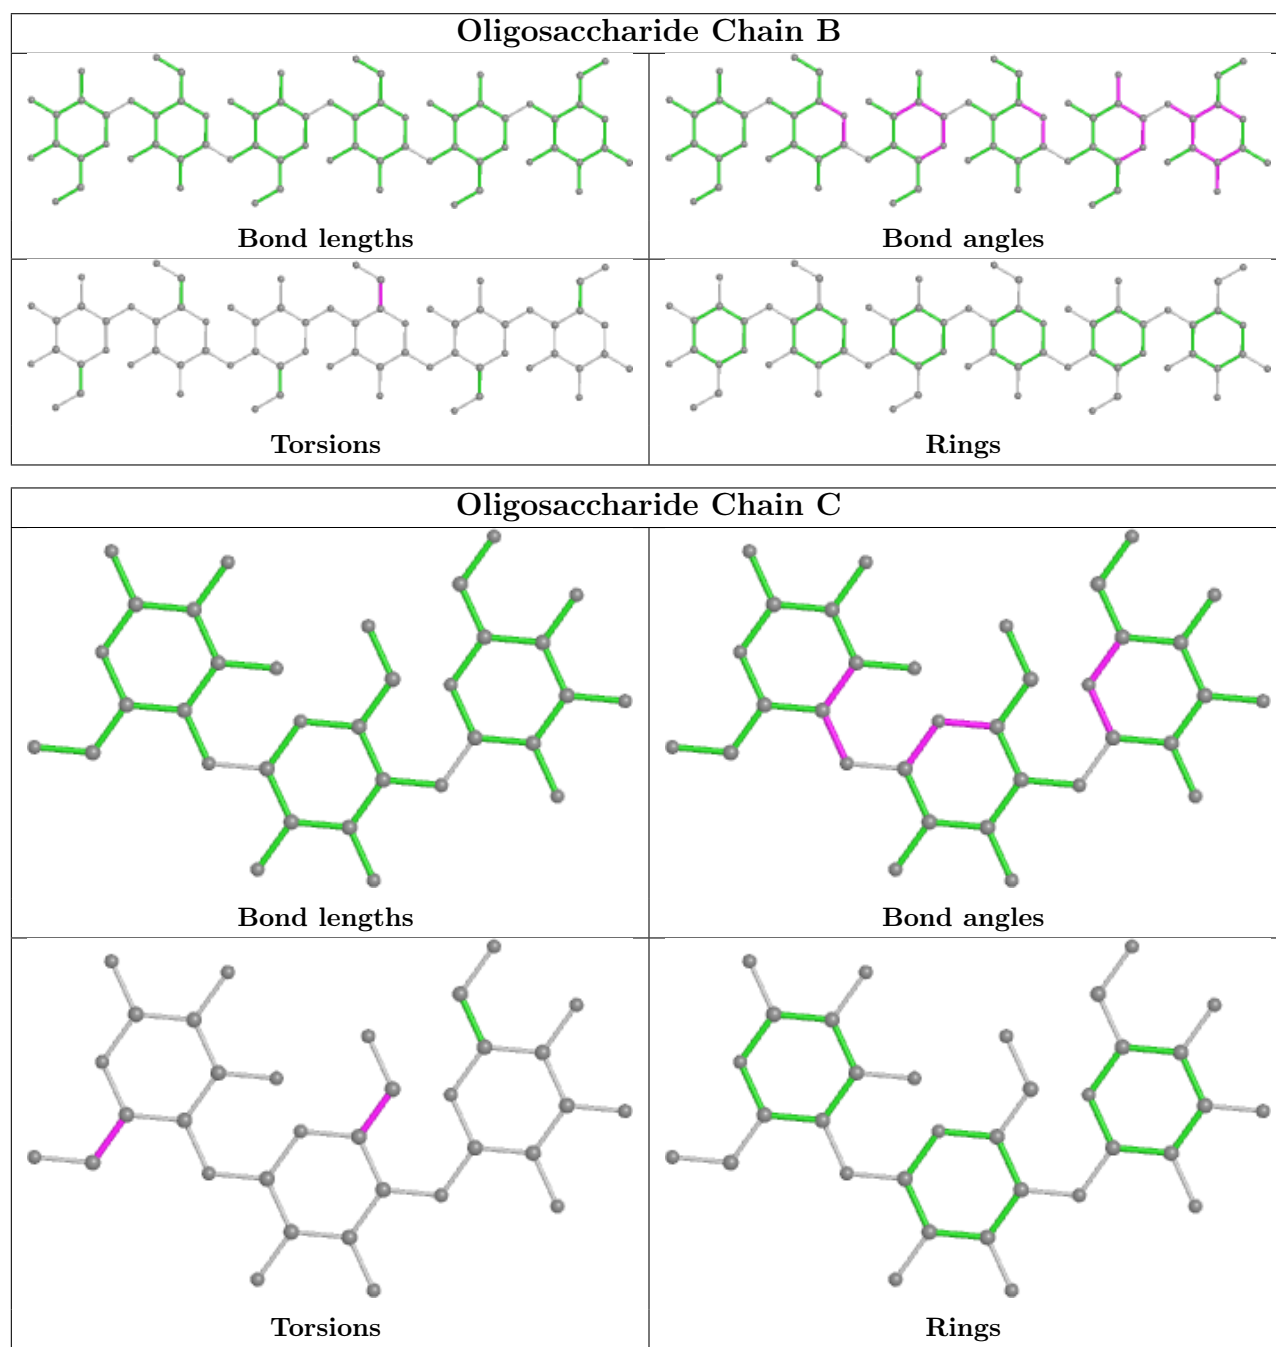 Oligosaccharide Chain B
Bond lengths
Bond angles
Torsions
Rings
Oligosaccharide Chain C
Bond lengths
Bond angles
Torsions
Rings